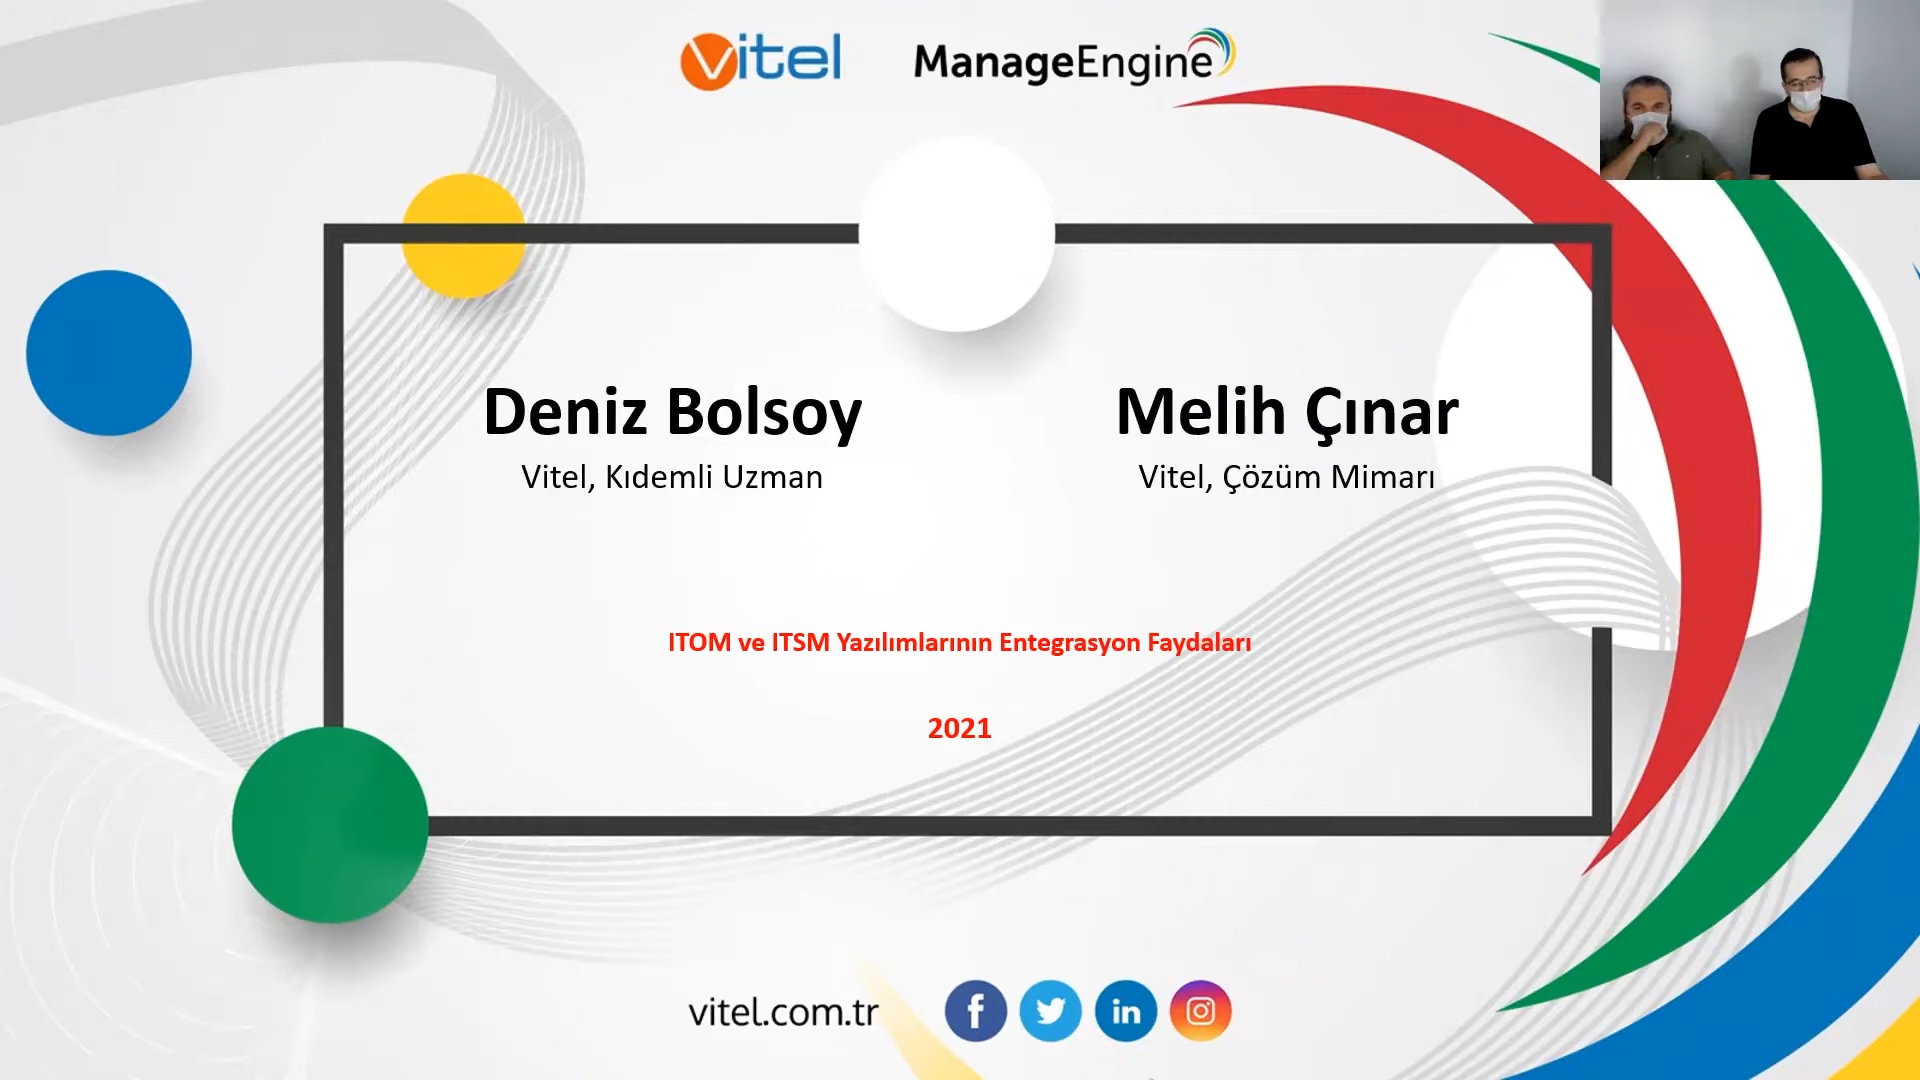 Vitel
ManageEngine
Deniz Bolsoy
Vitel, Kıdemli Uzman
Melih Çınar
Vitel, Çözüm Mimarı
ITOM ve ITSM Yazılımlarının Entegrasyon Faydaları
2021
vitel.com.tr